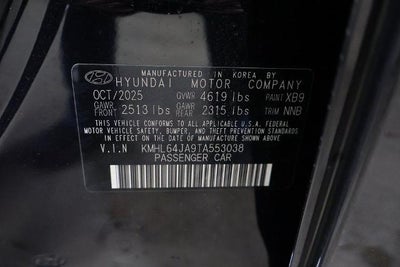 MANUFACTURED IN KOREA BY
HYUNDAI MOTOR COMPANY
OCT/2025 GVWR 4619 lbs PAINT XB9
GAWR FRONT 2513 lbs GAWR REAR 2315 lbs TRIM NNB
THIS VEHICLE CONFORMS TO ALL APPLICABLE U.S.A FEDERAL
MOTOR VEHICLE SAFETY, BUMPER, AND THEFT PREVENTION STANDARDS
IN EFFECT ON THE DATE OF MANUFACTURE SHOWN ABOVE
V.I.N KMHL64JA9TA553038
PASSENGER CAR